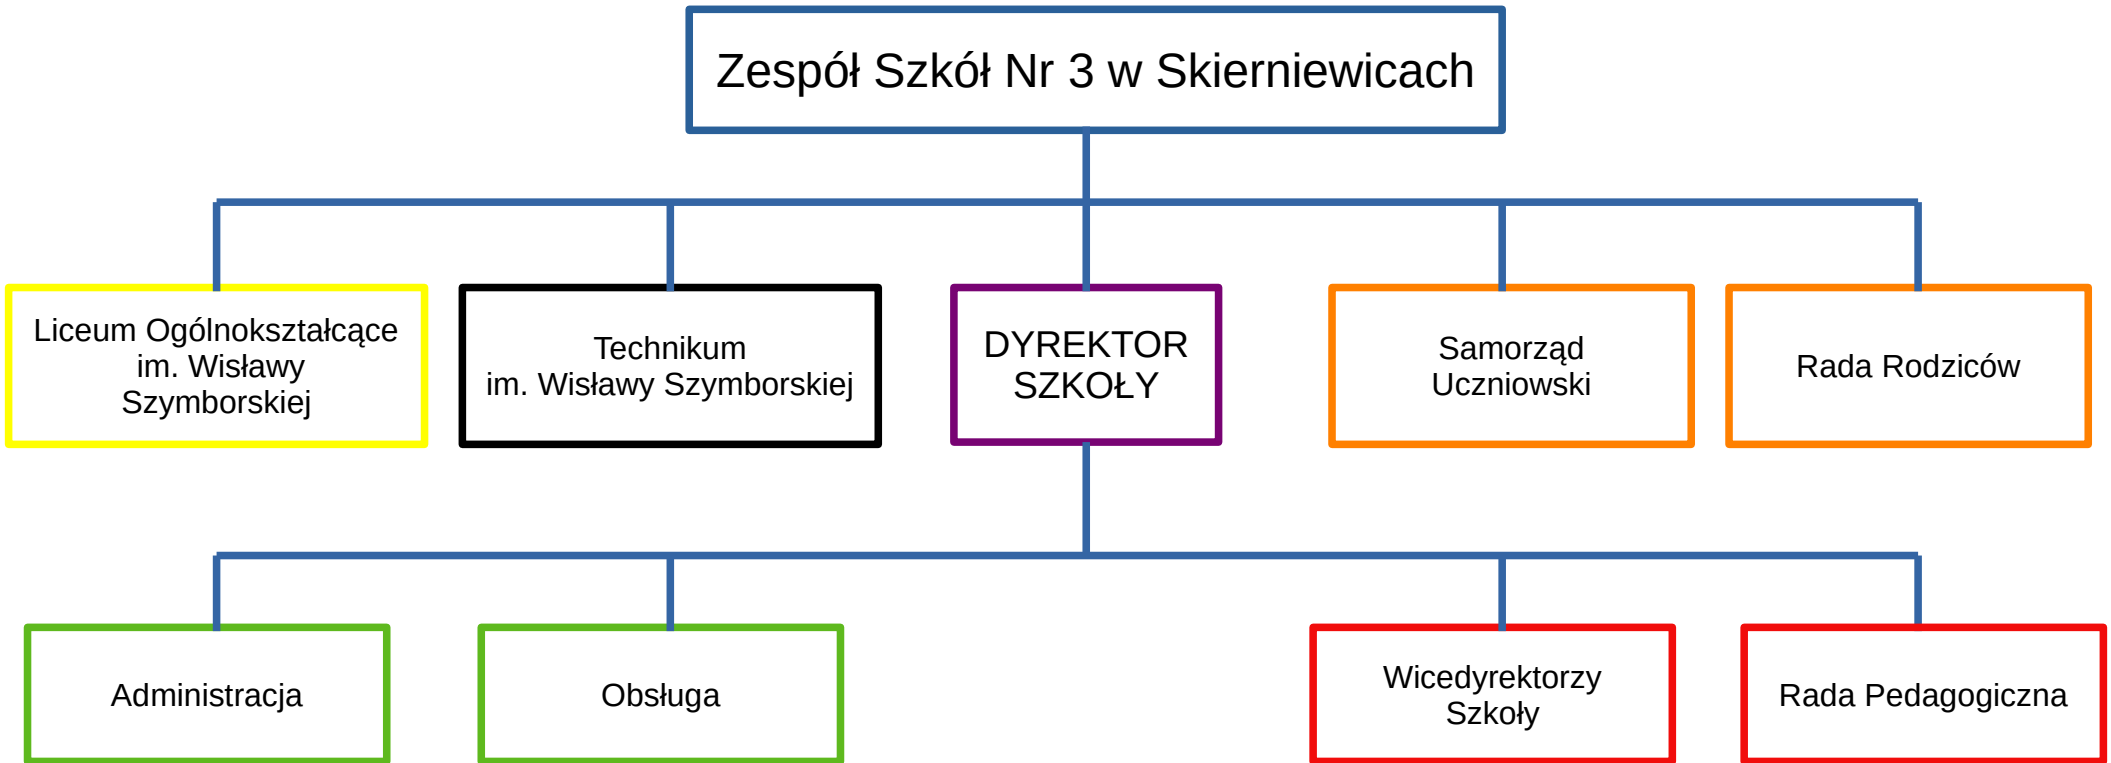 Zespół Szkół Nr 3 w Skierniewicach
Liceum Ogólnokształcące
im. Wisławy
Szymborskiej
Technikum
im. Wisławy Szymborskiej
DYREKTOR
SZKOŁY
Samorząd
Uczniowski
Rada Rodziców
Administracja
Obsługa
Wicedyrektorzy
Szkoły
Rada Pedagogiczna